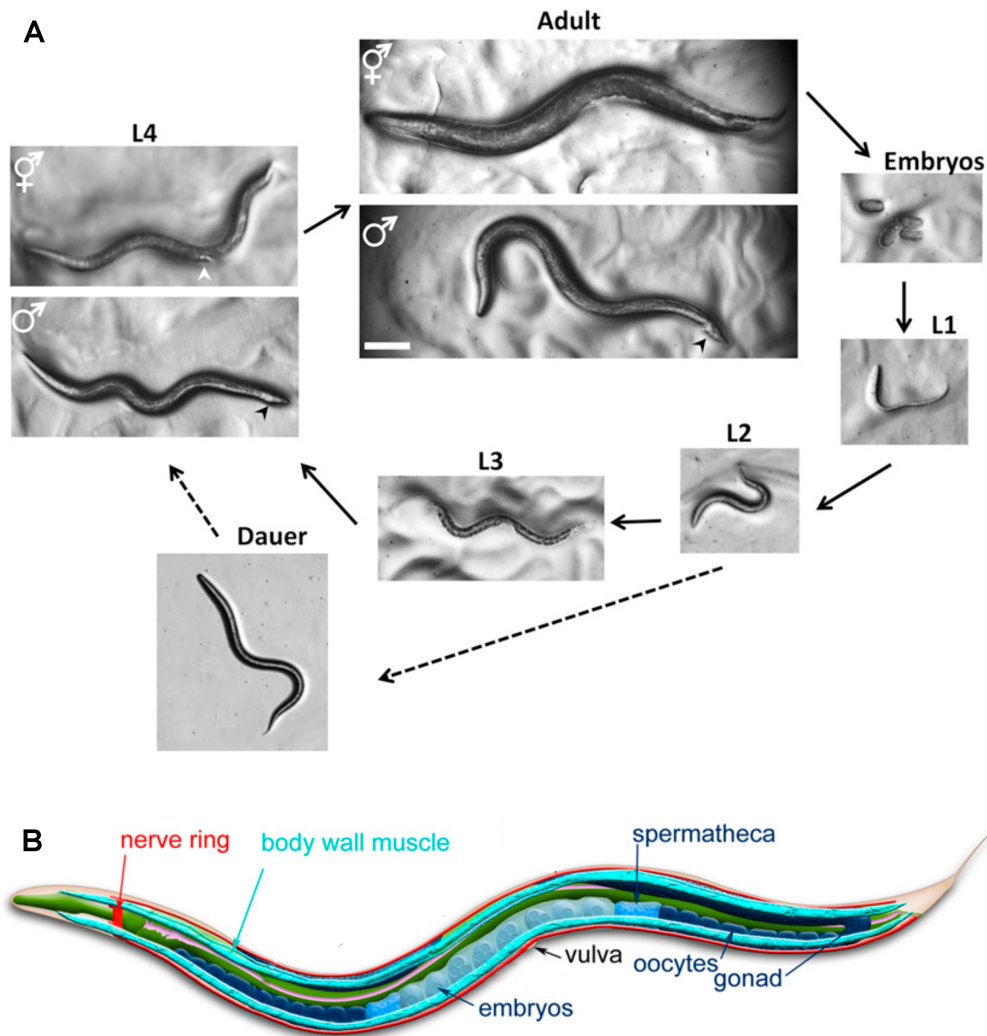 A
Adult
L4
Embryos
L1
L2
L3
Dauer
B
nerve ring
body wall muscle
spermatheca
vulva
oocytes
gonad
embryos